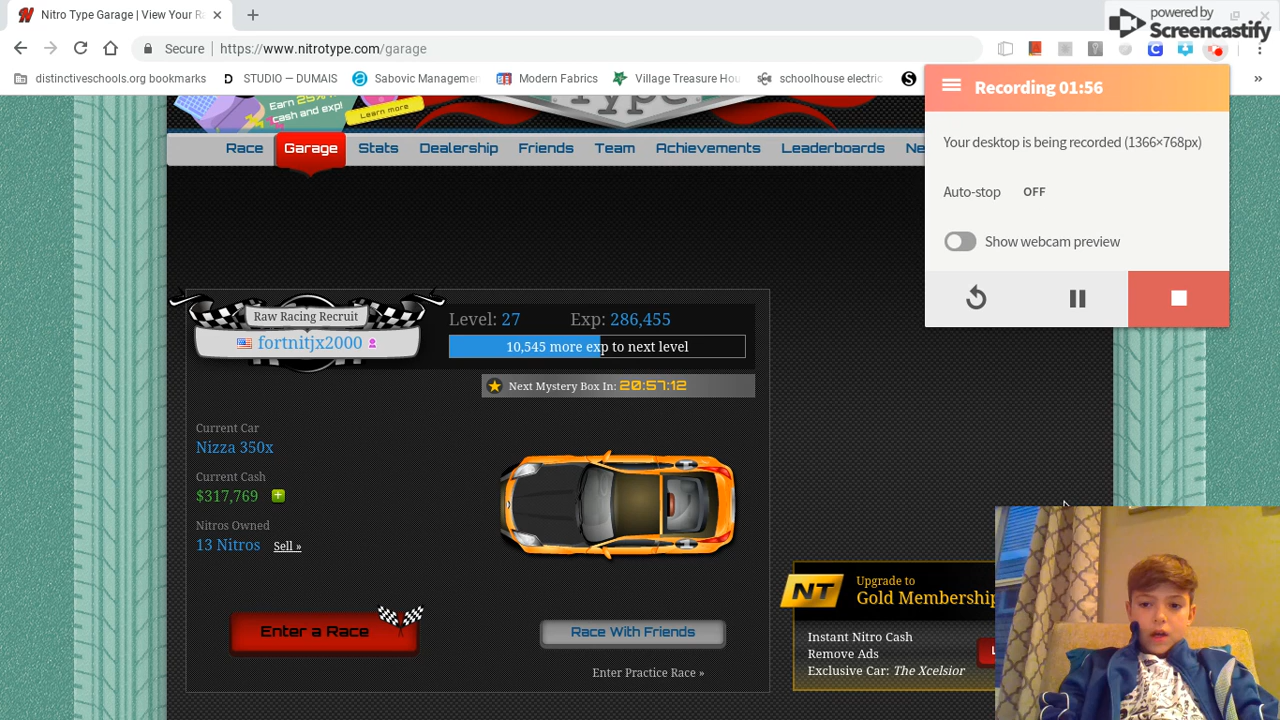 Nitro Type Garage | View Your Ra
powered by
Screencastify
Secure
https://www.nitrotype.com/garage
distinctiveschools.org bookmarks
STUDIO — DUMAIS
Sabovic Managemen
Modern Fabrics
Village Treasure Hou
schoolhouse electric
»
Recording 01:56
Your desktop is being recorded (1366×768px)
Auto-stop OFF
Show webcam preview
Earn 25%
cash and exp!
Learn more
Type
Race
Garage
Stats
Dealership
Friends
Team
Achievements
Leaderboards
Ne
Raw Racing Recruit
fortnitjx2000
Level: 27 Exp: 286,455
10,545 more exp to next level
Next Mystery Box In: 20:57:12
Current Car
Nizza 350x
Current Cash
$317,769 +
Nitros Owned
13 Nitros Sell »
Enter a Race
Race With Friends
Enter Practice Race »
NT
Upgrade to
Gold Membership
Instant Nitro Cash
Remove Ads
Exclusive Car: The Xcelsior